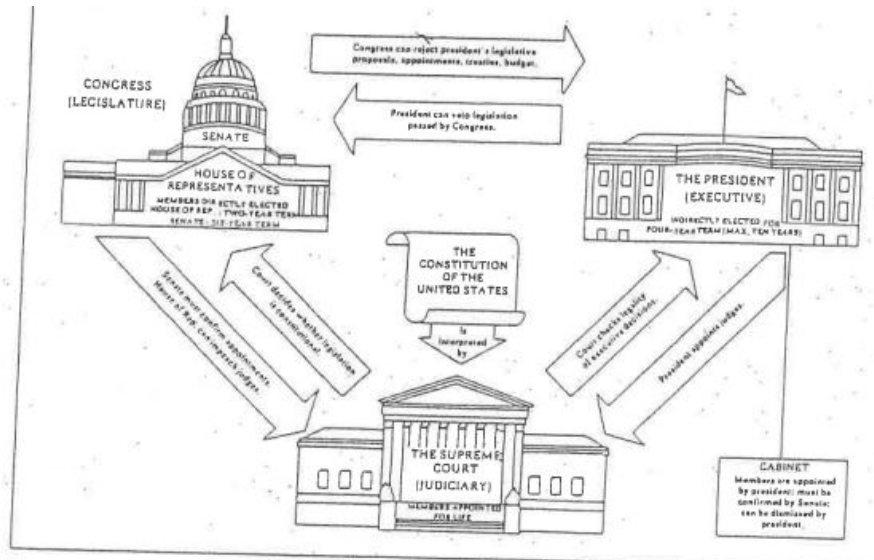 Congress can reject president's legislative
proposals, appointments, treaties, budget.
CONGRESS
(LEGISLATURE)
President can veto legislation
passed by Congress.
SENATE
HOUSE OF
REPRESENTATIVES
MEMBERS DIRECTLY ELECTED
HOUSE OF REP.: TWO-YEAR TERM
SENATE: SIX-YEAR TERM
THE PRESIDENT
(EXECUTIVE)
INDIRECTLY ELECTED FOR
FOUR-YEAR TERM (MAX. TEN YEARS)
THE
CONSTITUTION
OF THE
UNITED STATES
is
interpreted
by
Senate must confirm appointments.
House of Rep. can impeach judges.
Court decides whether legislation
is constitutional.
Court checks legality
of executive decisions.
President appoints judges.
THE SUPREME
COURT
(JUDICIARY)
MEMBERS APPOINTED
FOR LIFE
CABINET
Members are appointed
by president; must be
confirmed by Senate;
can be dismissed by
president.